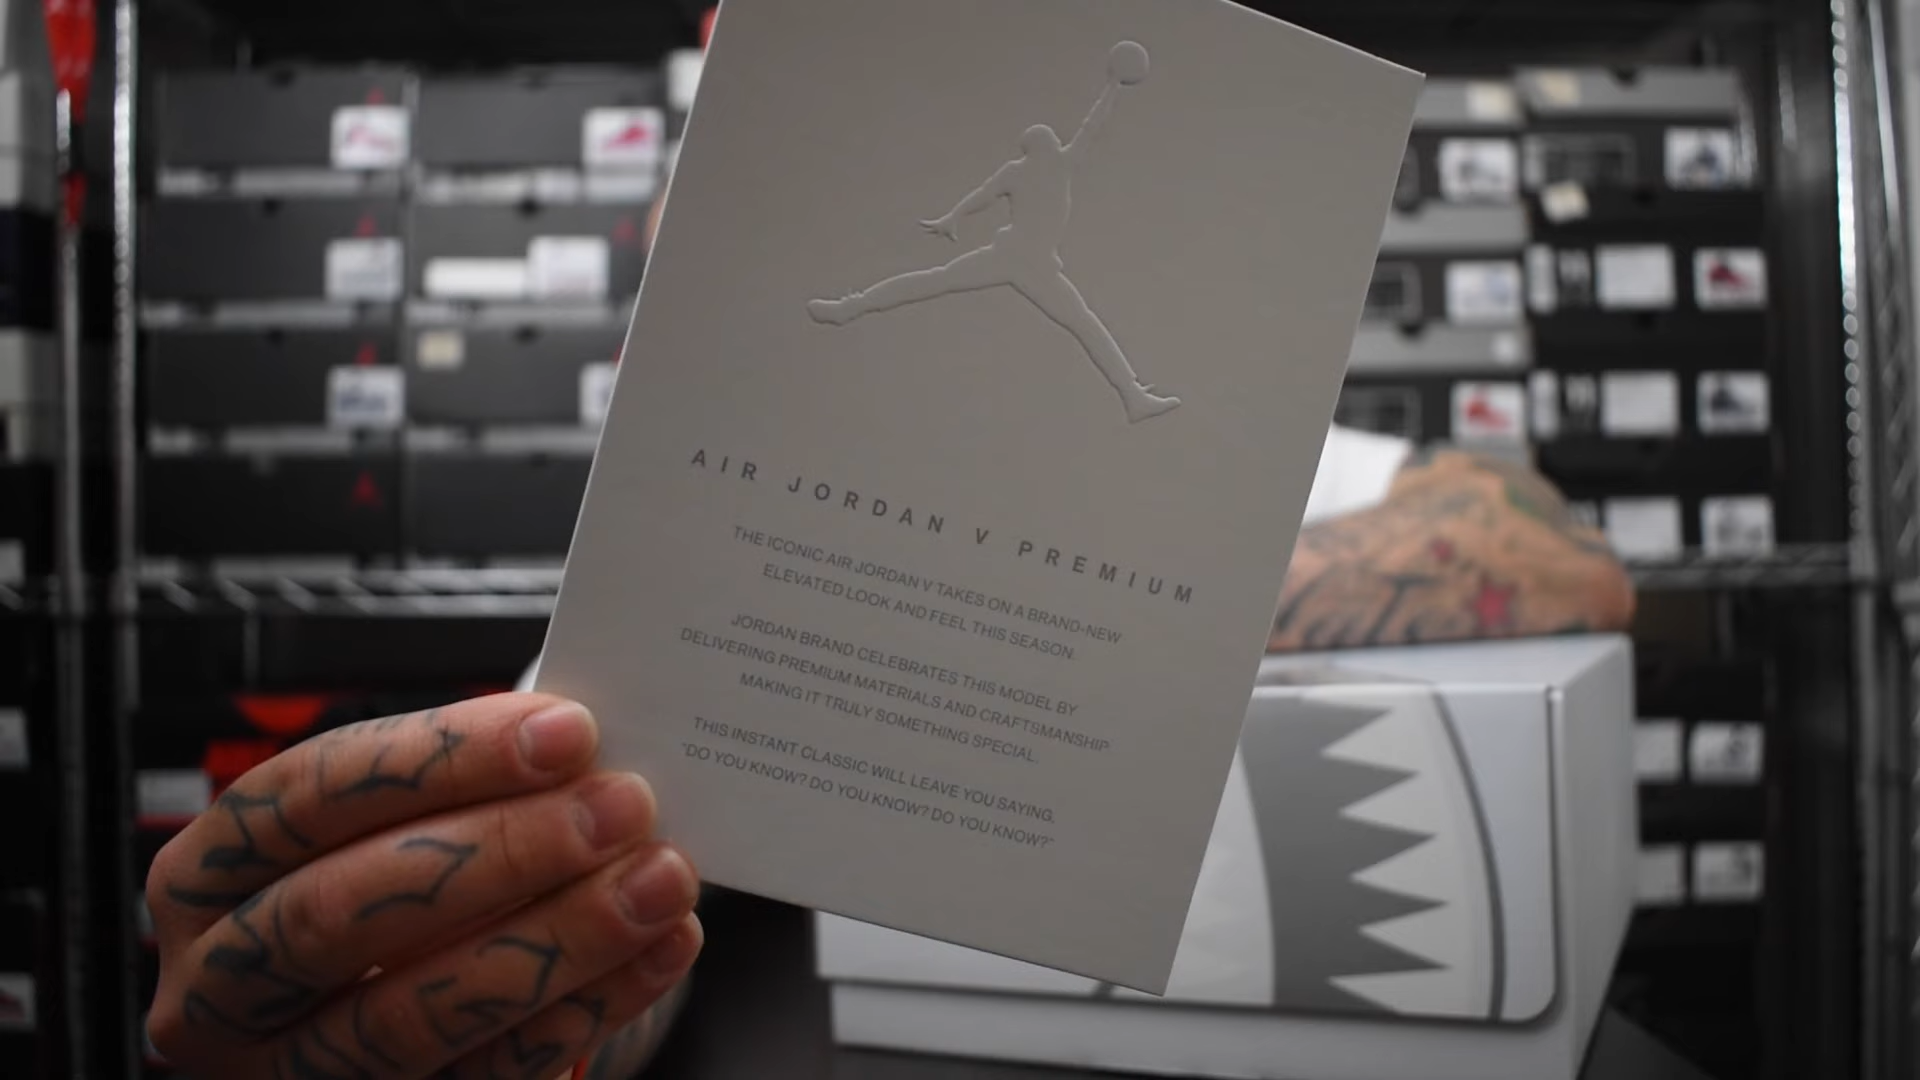 AIR JORDAN V PREMIUM
THE ICONIC AIR JORDAN V TAKES ON A BRAND-NEW
ELEVATED LOOK AND FEEL THIS SEASON.
JORDAN BRAND CELEBRATES THIS MODEL BY
DELIVERING PREMIUM MATERIALS AND CRAFTSMANSHIP
MAKING IT TRULY SOMETHING SPECIAL.
THIS INSTANT CLASSIC WILL LEAVE YOU SAYING,
"DO YOU KNOW? DO YOU KNOW? DO YOU KNOW?"